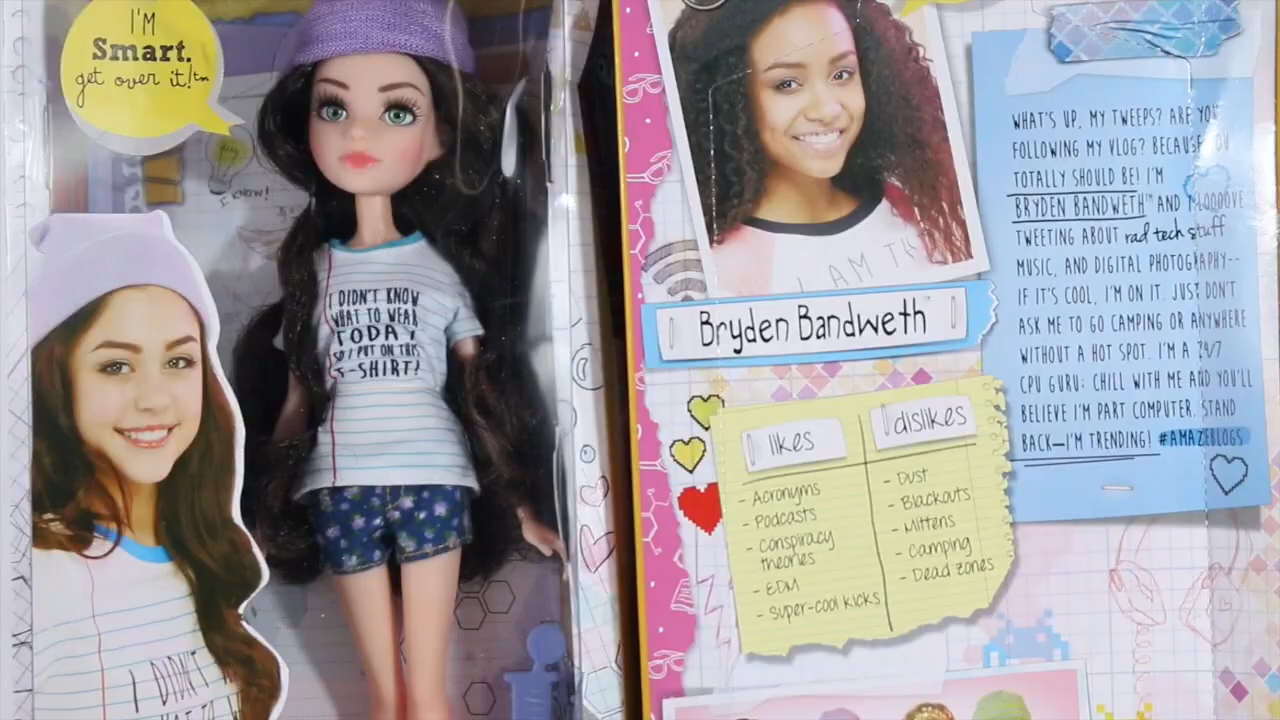 I'M
Smart.
get over it!™
I KNOW!
I DIDN'T KNOW
WHAT TO WEAR
TODAY
SO I PUT ON THIS
T-SHIRT?
I DIDN'T
WHAT TO W
I AM TH
Bryden Bandweth™
likes
- Acronyms
- Podcasts
- Conspiracy
theories
- EDM
- Super-cool kicks
dislikes
- Dust
- Blackouts
- Mittens
- Camping
- Dead zones
WHAT'S UP, MY TWEEPS? ARE YOU
FOLLOWING MY VLOG? BECAUSE YOU
TOTALLY SHOULD BE! I'M
BRYDEN BANDWETH™ AND I LOOOOVE
TWEETING ABOUT rad tech stuff
MUSIC, AND DIGITAL PHOTOGRAPHY--
IF IT'S COOL, I'M ON IT. JUST DON'T
ASK ME TO GO CAMPING OR ANYWHERE
WITHOUT A HOT SPOT. I'M A 24/7
CPU GURU: CHILL WITH ME AND YOU'LL
BELIEVE I'M PART COMPUTER. STAND
BACK—I'M TRENDING! #AMAZEBLOGS